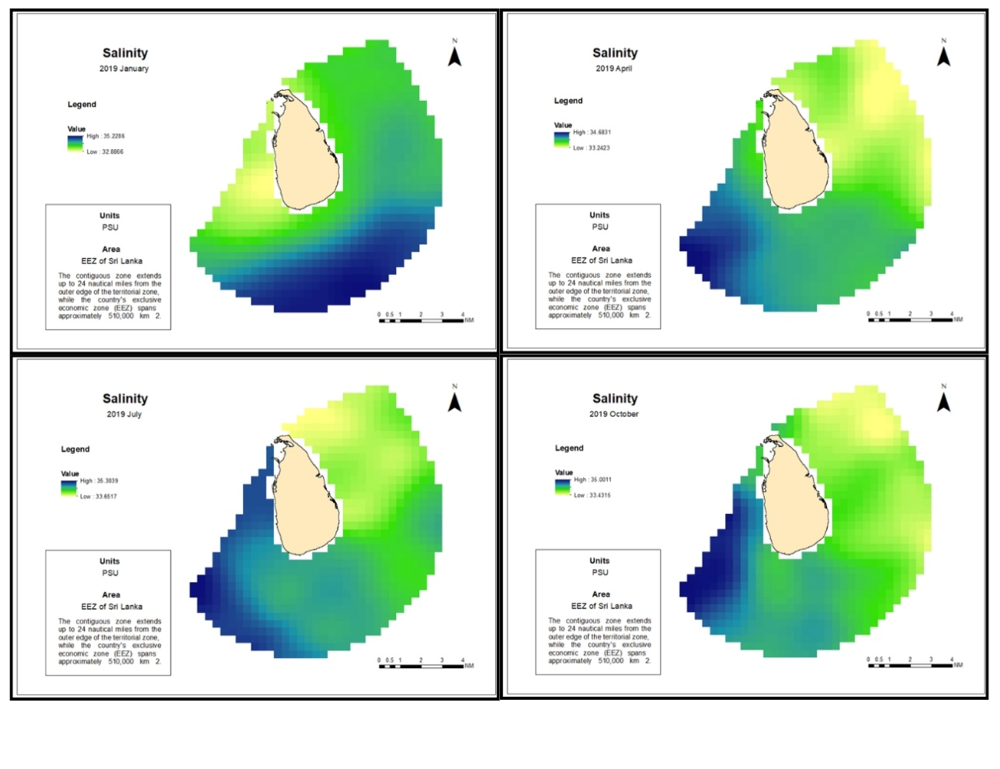 Salinity
2019 January
N
Legend
Value
High : 35.2286
Low : 32.8866
Units
PSU
Area
EEZ of Sri Lanka
The contiguous zone extends
up to 24 nautical miles from the
outer edge of the territorial zone,
while the country's exclusive
economic zone (EEZ) spans
approximately 510,000 km 2.
0 0.5 1 2 3 4
NM
Salinity
2019 April
N
Legend
Value
High : 34.6831
Low : 33.2423
Units
PSU
Area
EEZ of Sri Lanka
The contiguous zone extends
up to 24 nautical miles from the
outer edge of the territorial zone,
while the country's exclusive
economic zone (EEZ) spans
approximately 510,000 km 2.
0 0.5 1 2 3 4
NM
Salinity
2019 July
N
Legend
Value
High : 35.3039
Low : 33.6517
Units
PSU
Area
EEZ of Sri Lanka
The contiguous zone extends
up to 24 nautical miles from the
outer edge of the territorial zone,
while the country's exclusive
economic zone (EEZ) spans
approximately 510,000 km 2.
0 0.5 1 2 3 4
NM
Salinity
2019 October
N
Legend
Value
High : 35.0011
Low : 33.4315
Units
PSU
Area
EEZ of Sri Lanka
The contiguous zone extends
up to 24 nautical miles from the
outer edge of the territorial zone,
while the country's exclusive
economic zone (EEZ) spans
approximately 510,000 km 2.
0 0.5 1 2 3 4
NM